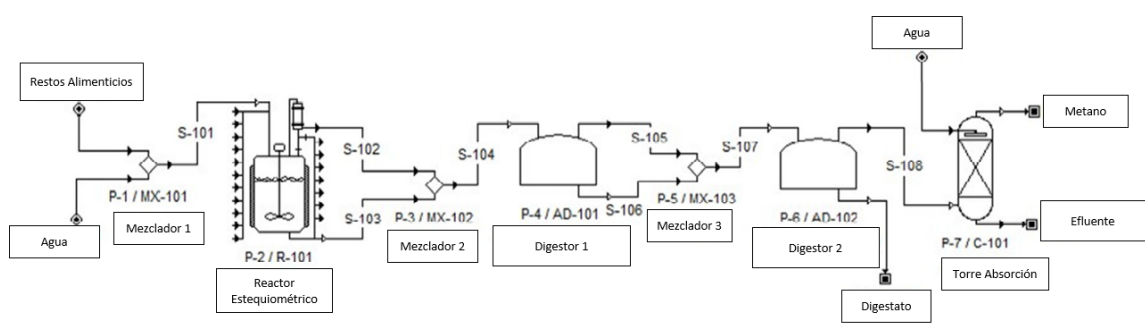 Agua
Restos Alimenticios
Metano
S-101
S-102
S-104
S-105
S-107
S-108
P-1 / MX-101
S-103
P-3 / MX-102
P-4 / AD-101
S-106
P-5 / MX-103
P-6 / AD-102
Efluente
Agua
Mezclador 1
Mezclador 2
Digestor 1
Mezclador 3
Digestor 2
P-7 / C-101
P-2 / R-101
Torre Absorción
Reactor
Estequiométrico
Digestato